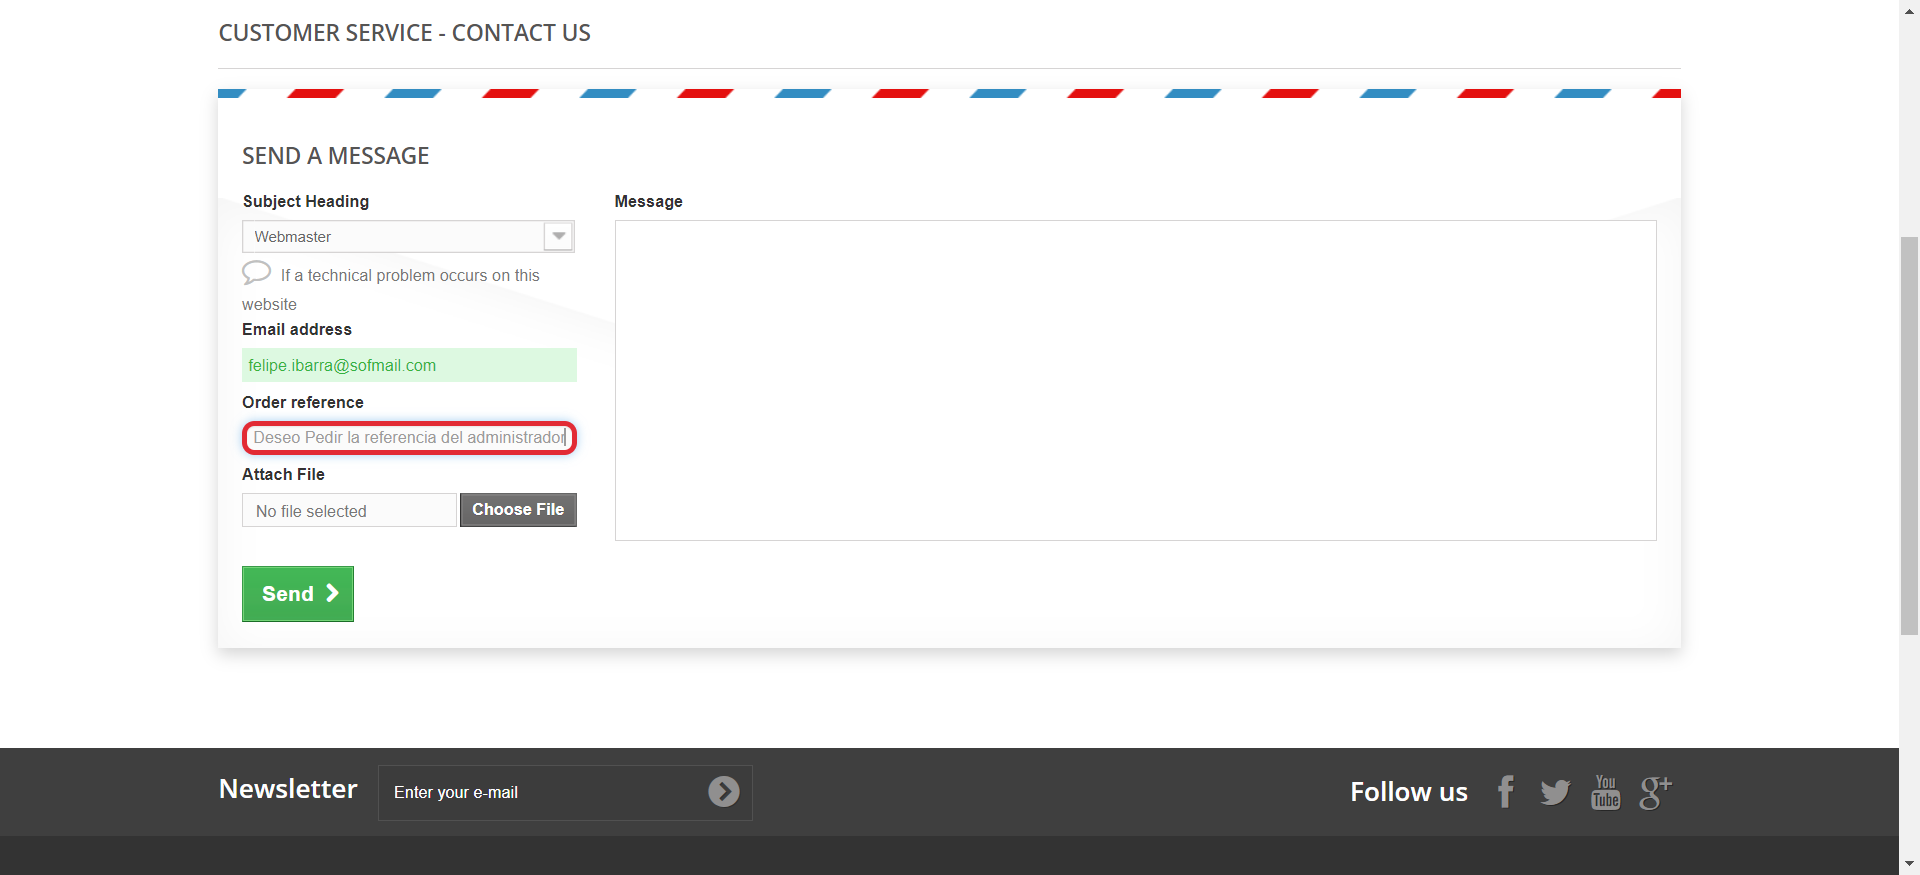 CUSTOMER SERVICE - CONTACT US
SEND A MESSAGE
Subject Heading
Webmaster
If a technical problem occurs on this
website
Email address
felipe.ibarra@sofmail.com
Order reference
Deseo Pedir la referencia del administrador
Attach File
No file selected
Choose File
Send
Message
Newsletter
Enter your e-mail
Follow us
You
Tube
g+